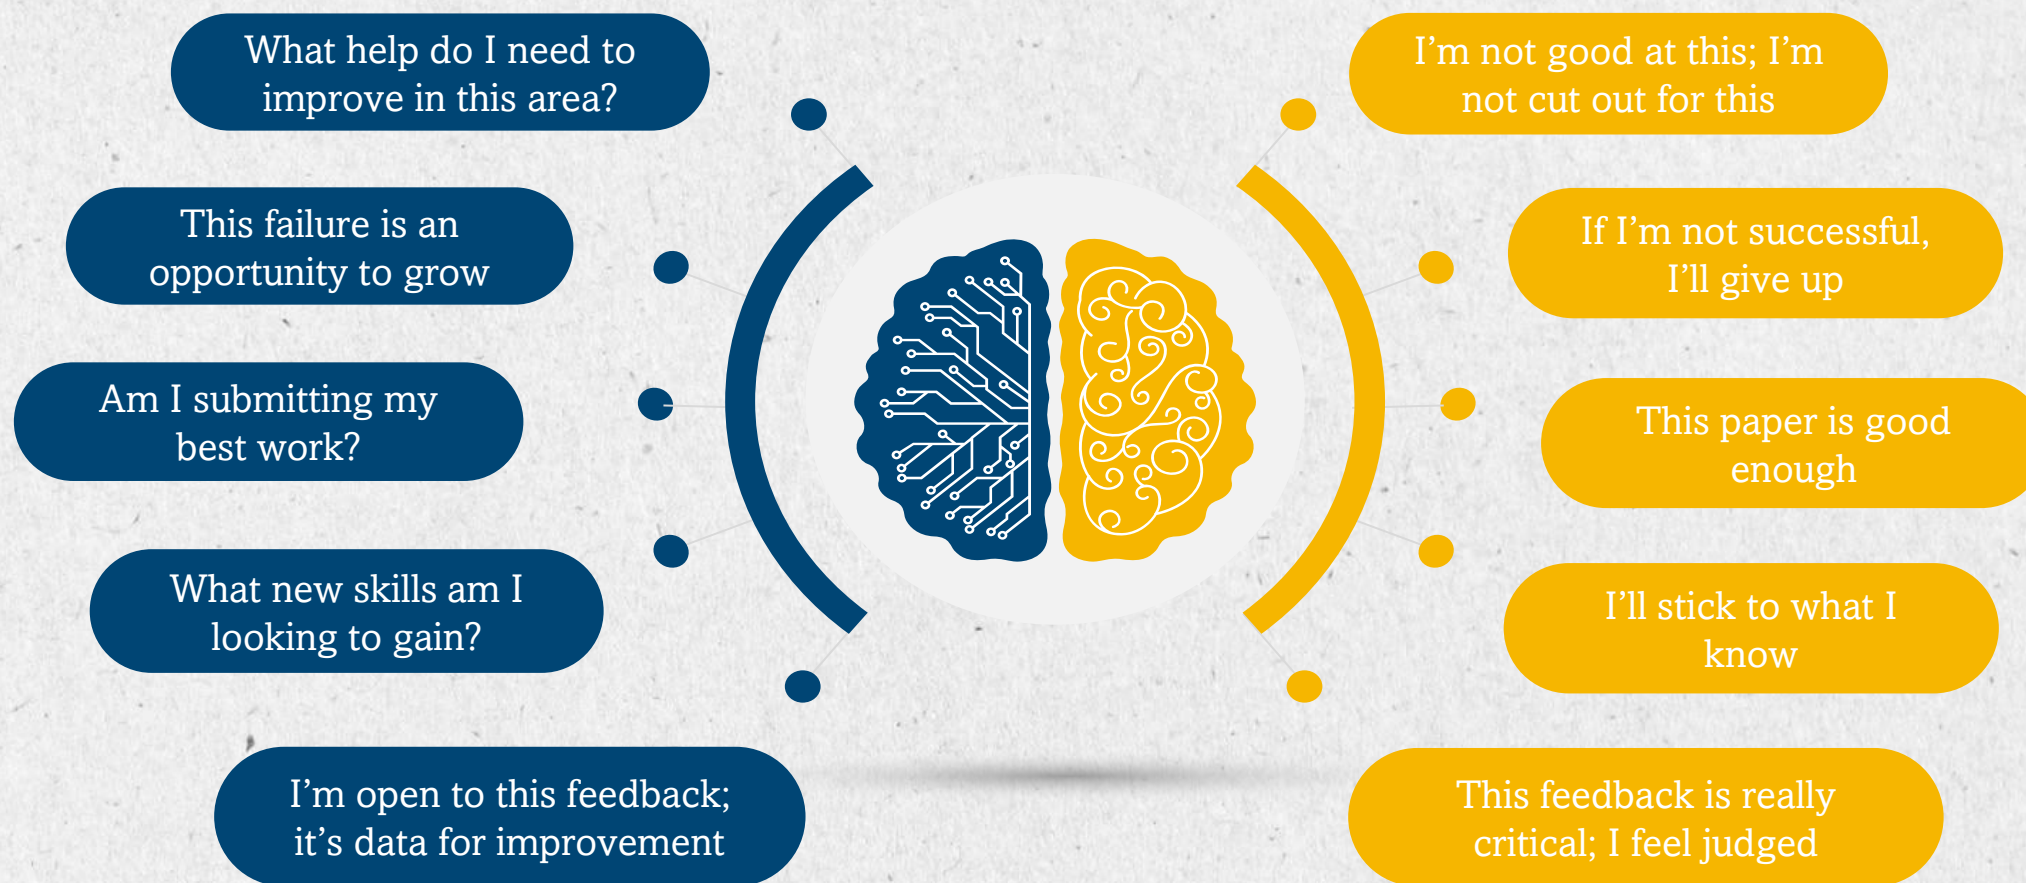 What help do I need to
improve in this area?
This failure is an
opportunity to grow
Am I submitting my
best work?
What new skills am I
looking to gain?
I’m open to this feedback;
it’s data for improvement
I’m not good at this; I’m
not cut out for this
If I’m not successful,
I’ll give up
This paper is good
enough
I’ll stick to what I
know
This feedback is really
critical; I feel judged